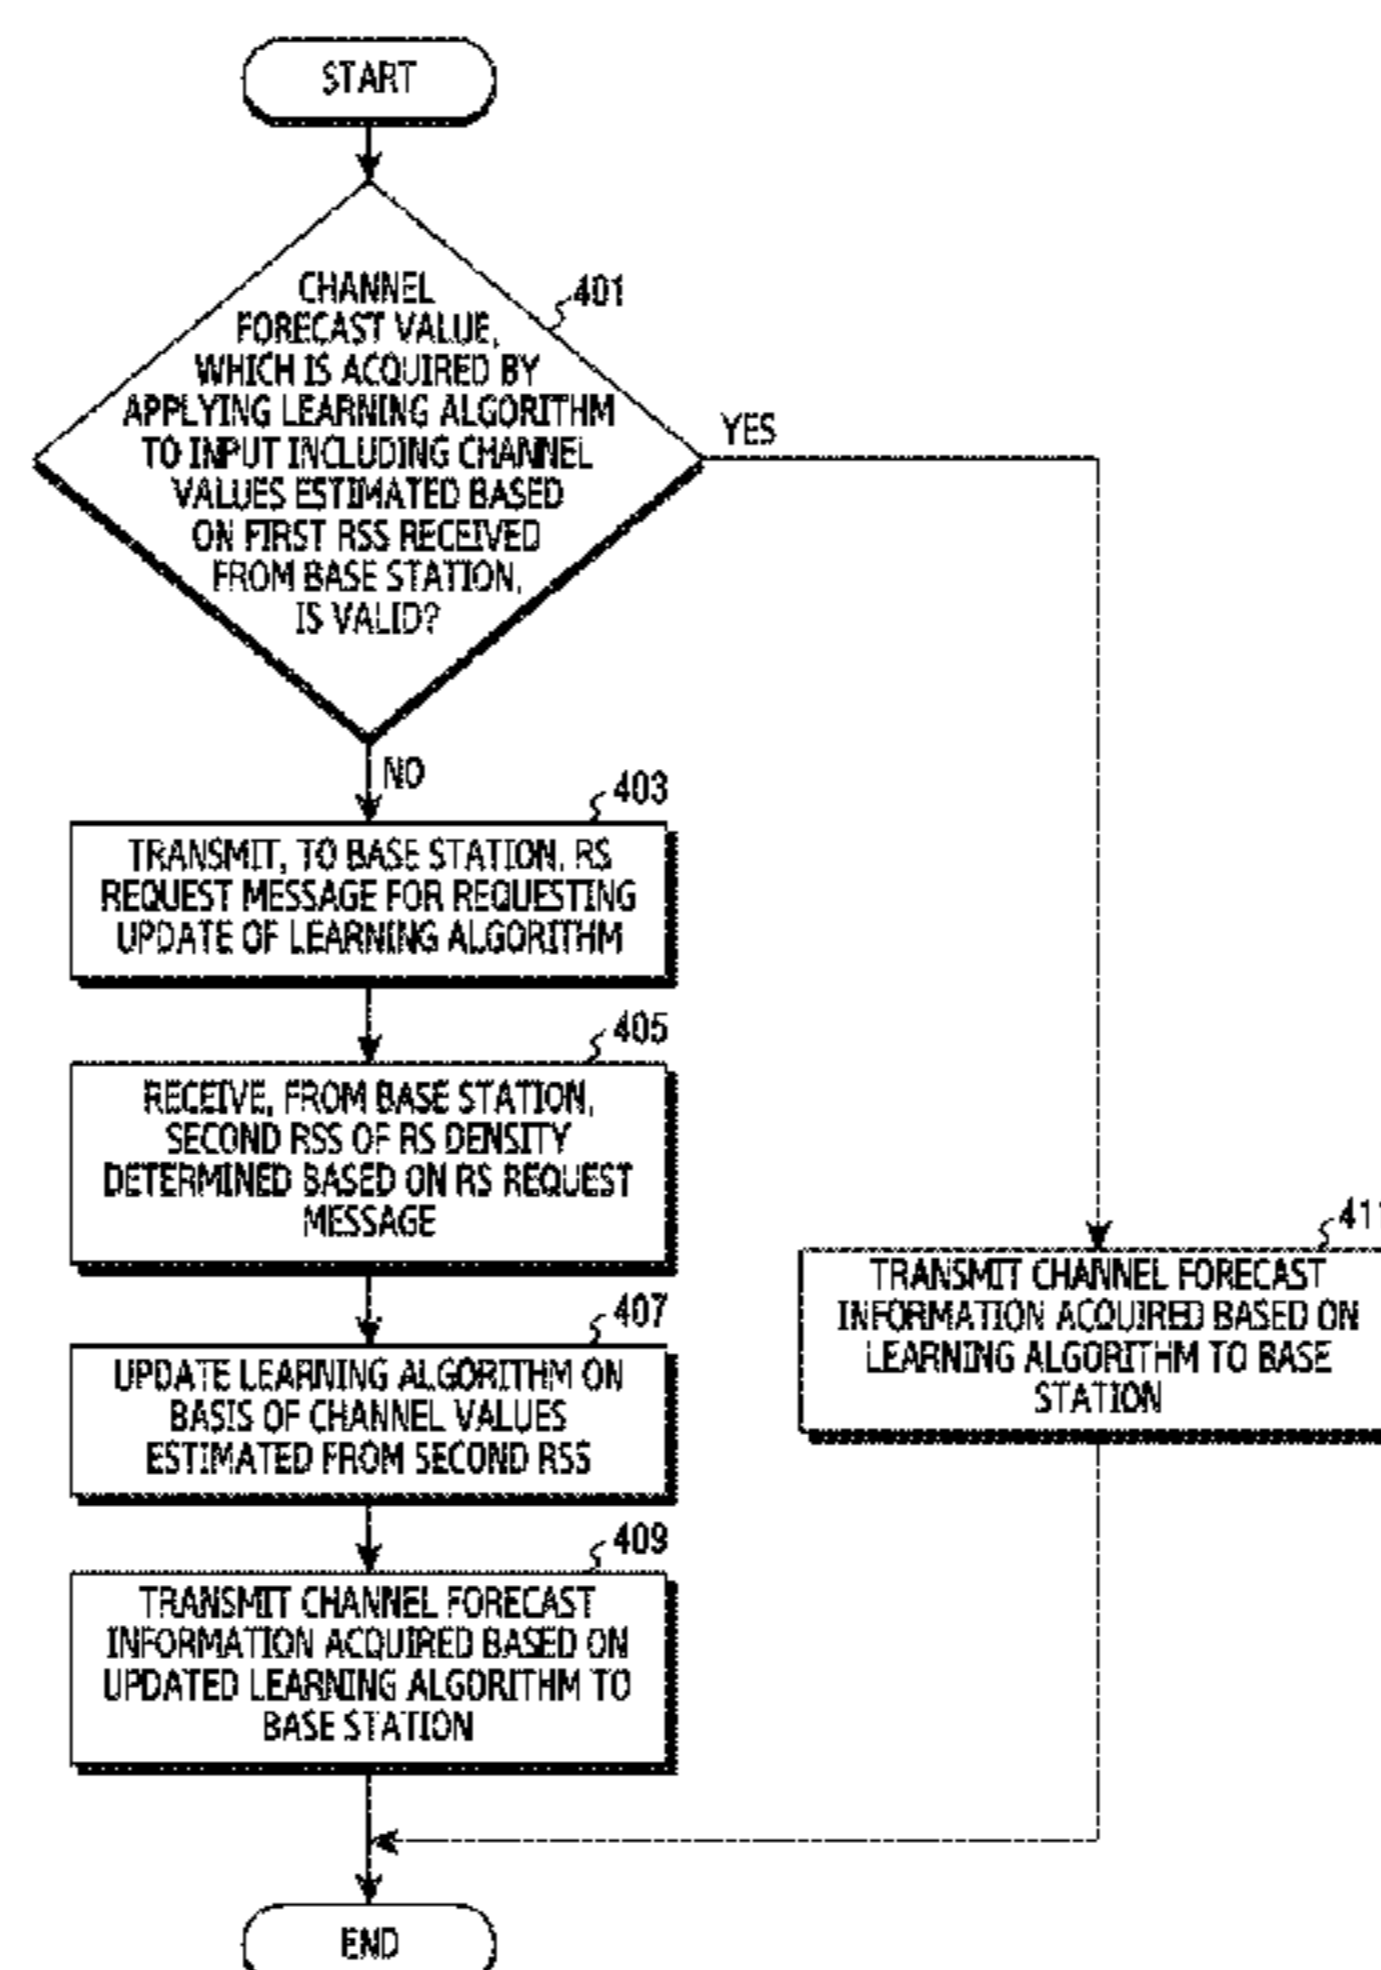 START
CHANNEL
FORECAST VALUE,
WHICH IS ACQUIRED BY
APPLYING LEARNING ALGORITHM
TO INPUT INCLUDING CHANNEL
VALUES ESTIMATED BASED
ON FIRST RSS RECEIVED
FROM BASE STATION,
IS VALID?
401
YES
NO
403
TRANSMIT, TO BASE STATION, RS
REQUEST MESSAGE FOR REQUESTING
UPDATE OF LEARNING ALGORITHM
405
RECEIVE, FROM BASE STATION,
SECOND RSS OF RS DENSITY
DETERMINED BASED ON RS REQUEST
MESSAGE
407
UPDATE LEARNING ALGORITHM ON
BASIS OF CHANNEL VALUES
ESTIMATED FROM SECOND RSS
409
TRANSMIT CHANNEL FORECAST
INFORMATION ACQUIRED BASED ON
UPDATED LEARNING ALGORITHM TO
BASE STATION
411
TRANSMIT CHANNEL FORECAST
INFORMATION ACQUIRED BASED ON
LEARNING ALGORITHM TO BASE
STATION
END